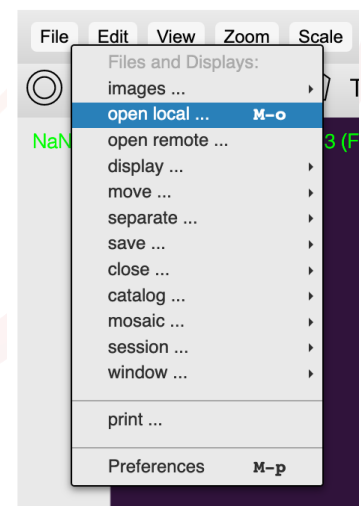 File Edit View Zoom Scale
Files and Displays:
images ...
open local ... M-o
NaN
3 (F
open remote ...
display ...
move ...
separate ...
save ...
close ...
catalog ...
mosaic ...
session ...
window ...
print ...
Preferences M-p